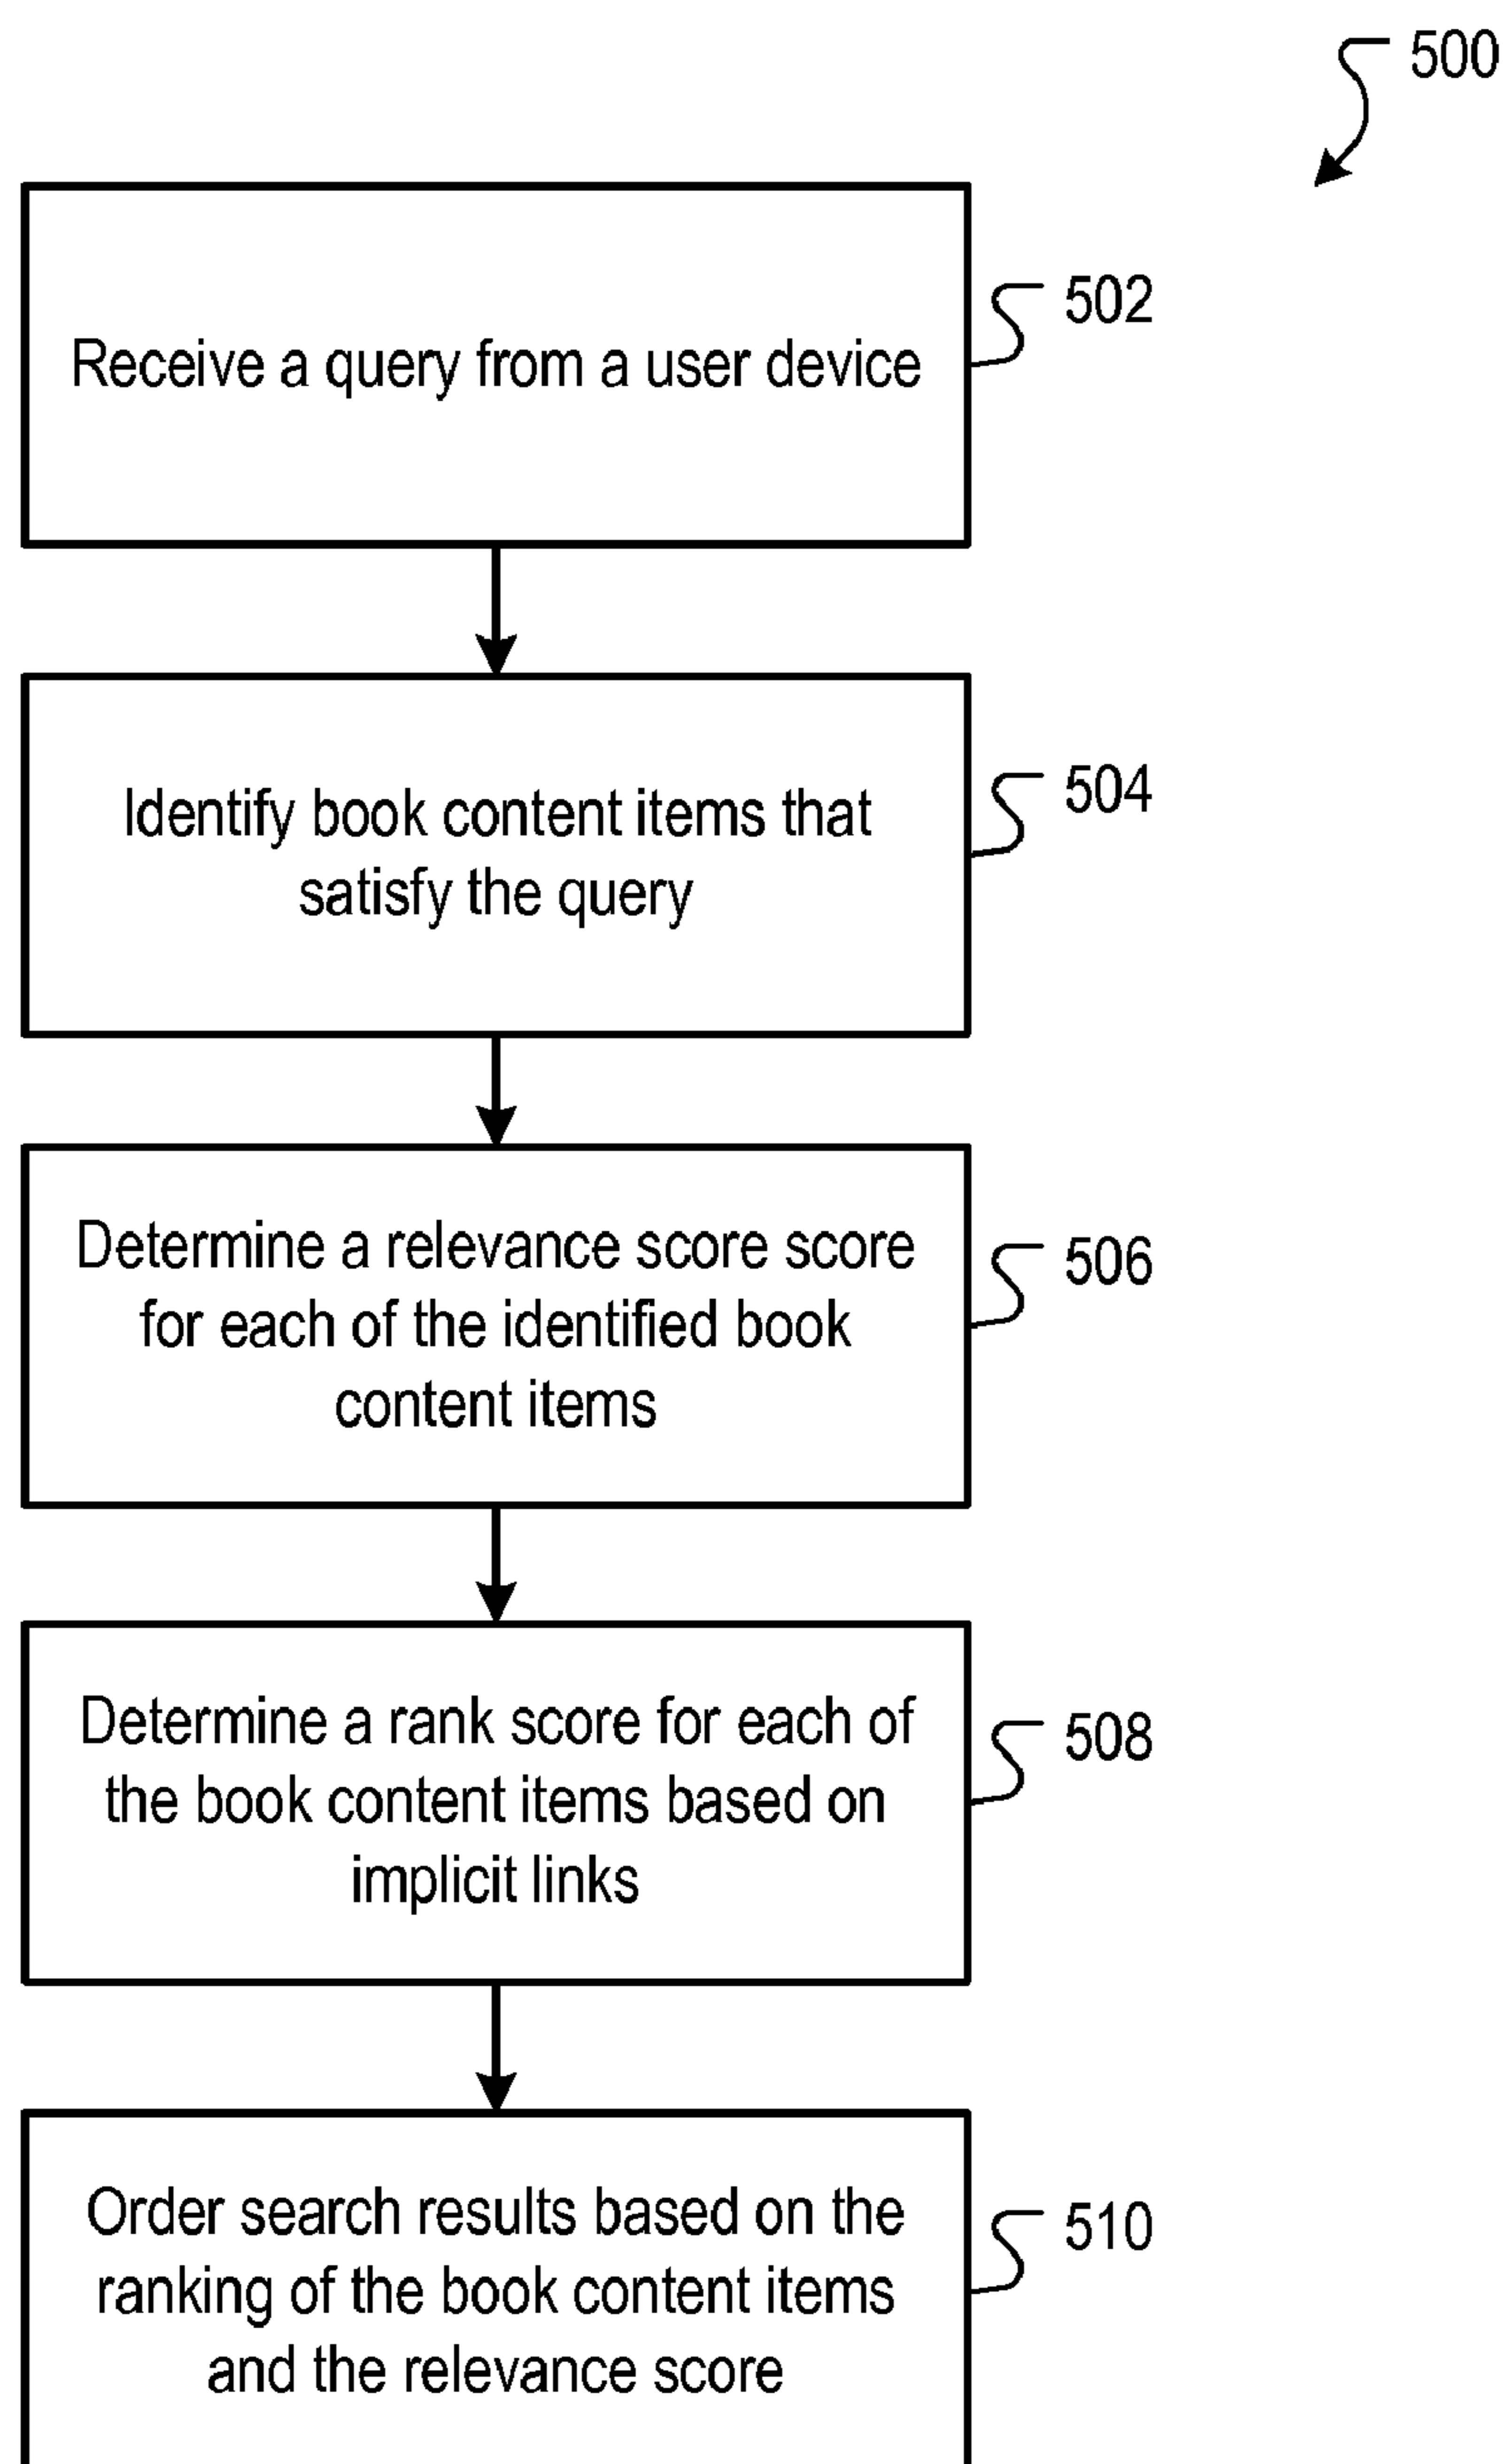 500
Receive a query from a user device
502
Identify book content items that
satisfy the query
504
Determine a relevance score score
for each of the identified book
content items
506
Determine a rank score for each of
the book content items based on
implicit links
508
Order search results based on the
ranking of the book content items
and the relevance score
510